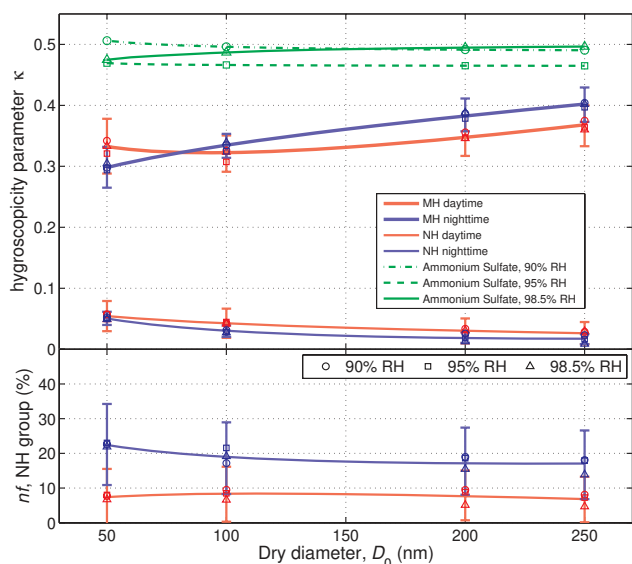 hygroscopicity parameter κ
0.5
0.4
0.3
0.2
0.1
0
MH daytime
MH nighttime
NH daytime
NH nighttime
Ammonium Sulfate, 90% RH
Ammonium Sulfate, 95% RH
Ammonium Sulfate, 98.5% RH
nf, NH group (%)
40
30
20
10
0
90% RH 95% RH 98.5% RH
50 100 150 200 250
Dry diameter, D₀ (nm)